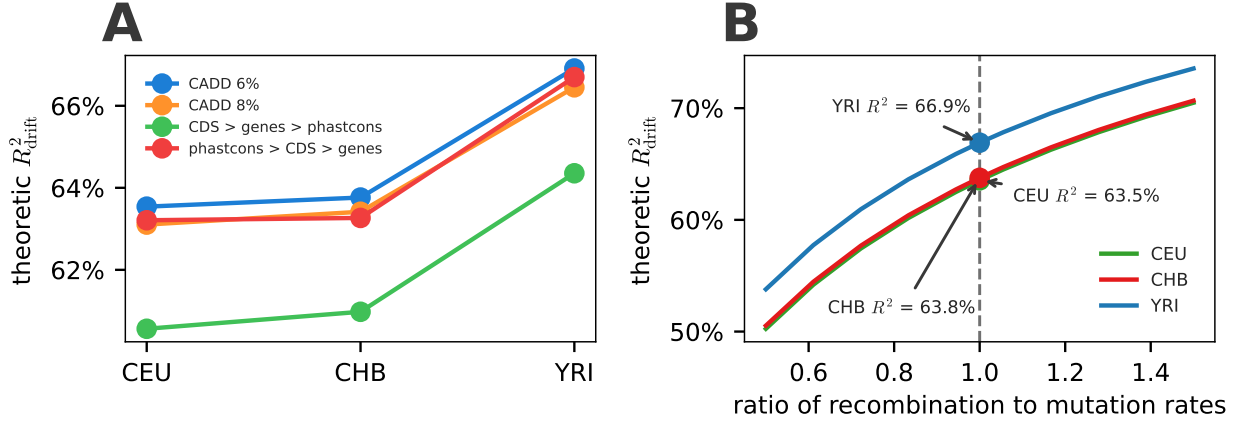 A
theoretic R²drift
66%
64%
62%
CADD 6%
CADD 8%
CDS > genes > phastcons
phastcons > CDS > genes
CEU CHB YRI
B
theoretic R²drift
70%
60%
50%
YRI R² = 66.9%
CEU R² = 63.5%
CHB R² = 63.8%
CEU
CHB
YRI
0.6 0.8 1.0 1.2 1.4
ratio of recombination to mutation rates